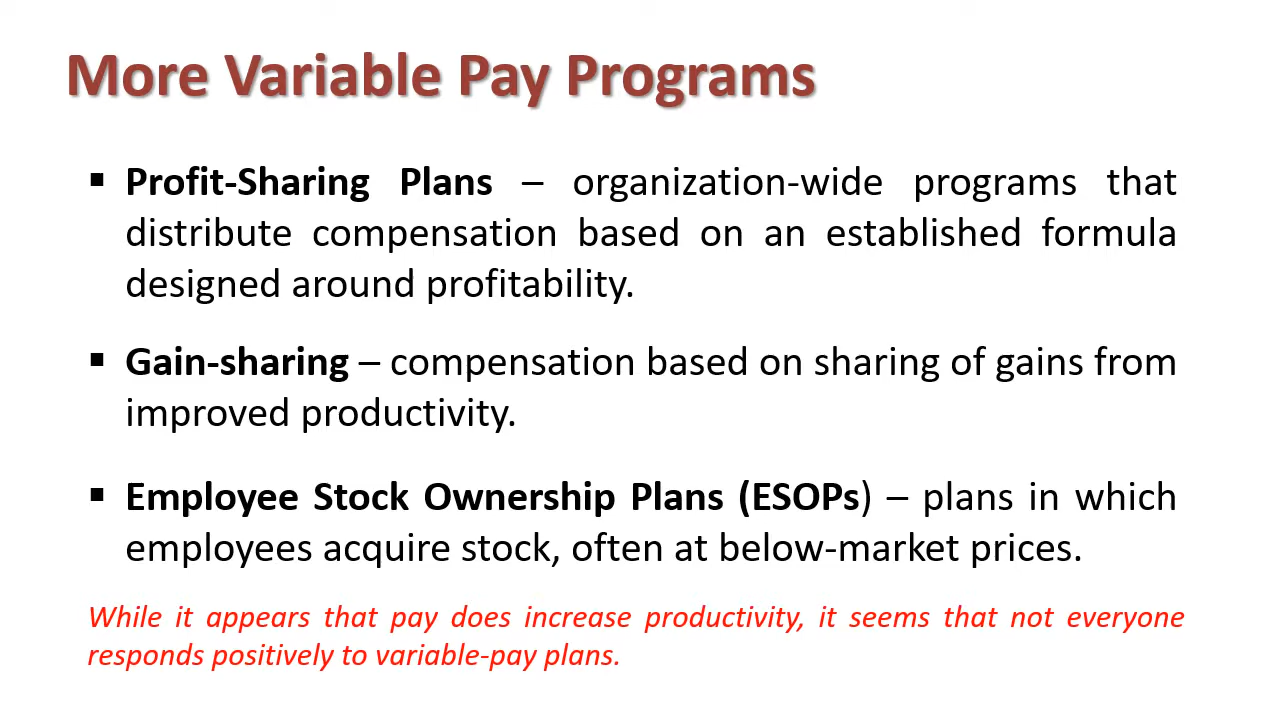 More Variable Pay Programs
▪ Profit-Sharing Plans – organization-wide programs that
distribute compensation based on an established formula
designed around profitability.
▪ Gain-sharing – compensation based on sharing of gains from
improved productivity.
▪ Employee Stock Ownership Plans (ESOPs) – plans in which
employees acquire stock, often at below-market prices.
While it appears that pay does increase productivity, it seems that not everyone
responds positively to variable-pay plans.